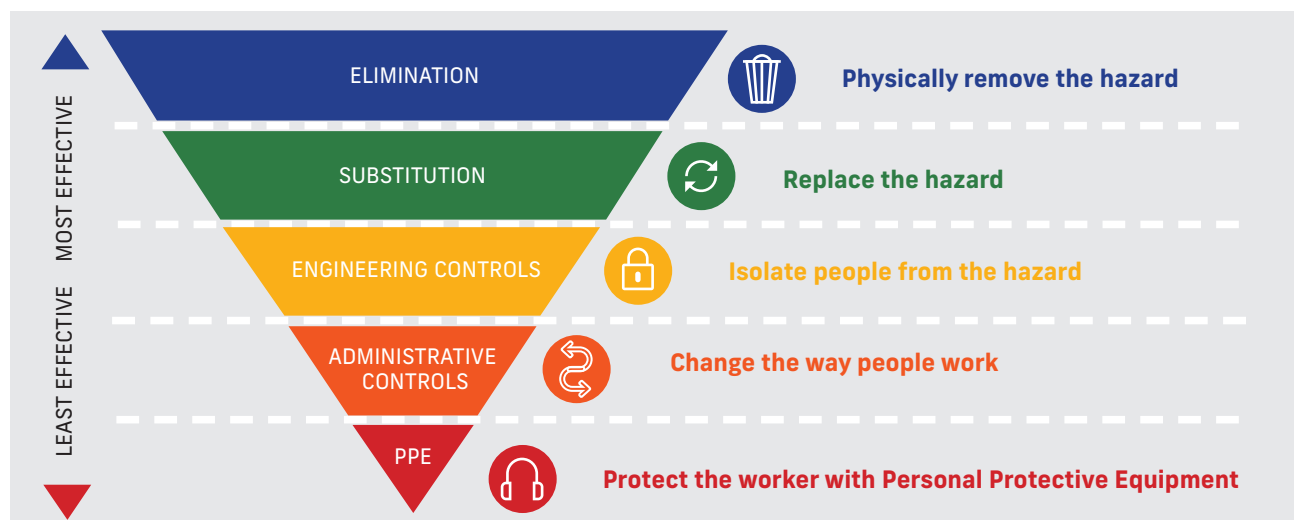 MOST EFFECTIVE
LEAST EFFECTIVE
ELIMINATION
Physically remove the hazard
SUBSTITUTION
Replace the hazard
ENGINEERING CONTROLS
Isolate people from the hazard
ADMINISTRATIVE
CONTROLS
Change the way people work
PPE
Protect the worker with Personal Protective Equipment